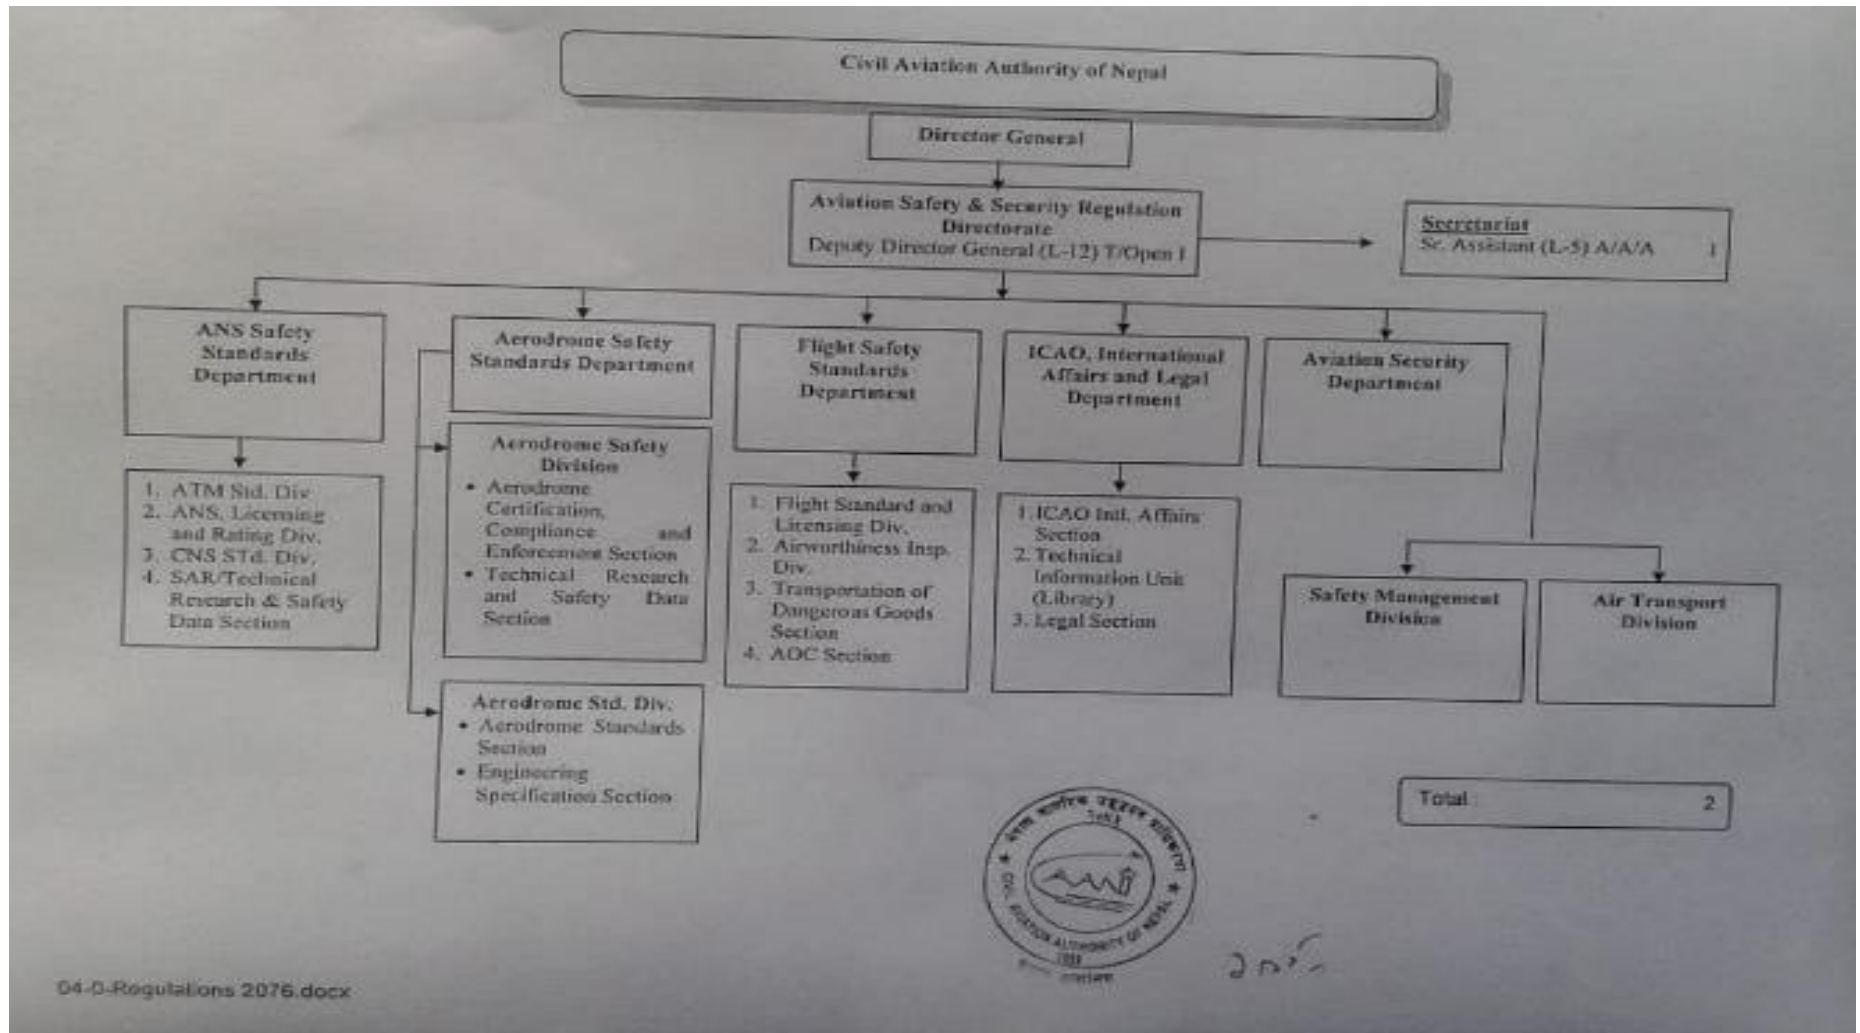 Civil Aviation Authority of Nepal
Director General
Aviation Safety & Security Regulation
Directorate
Deputy Director General (L-12) T/Open 1
Secretariat
Sr. Assistant (L-5) A/A/A 1
ANS Safety
Standards
Department
Aerodrome Safety
Standards Department
Flight Safety
Standards
Department
ICAO, International
Affairs and Legal
Department
Aviation Security
Department
1. ATM Std. Div
2. ANS, Licensing
and Rating Div.
3. CNS STd. Div.
4. SAR/Technical
Research & Safety
Data Section
Aerodrome Safety
Division
• Aerodrome
Certification,
Compliance and
Enforcement Section
• Technical Research
and Safety Data
Section
Aerodrome Std. Div.
• Aerodrome Standards
Section
• Engineering
Specification Section
1. Flight Standard and
Licensing Div.
2. Airworthiness Insp.
Div.
3. Transportation of
Dangerous Goods
Section
4. AOC Section
1. ICAO Intl. Affairs
Section
2. Technical
Information Unit
(Library)
3. Legal Section
Safety Management
Division
Air Transport
Division
Total : 2
CIVIL AVIATION AUTHORITY OF NEPAL
04-0-Regulations 2076.docx